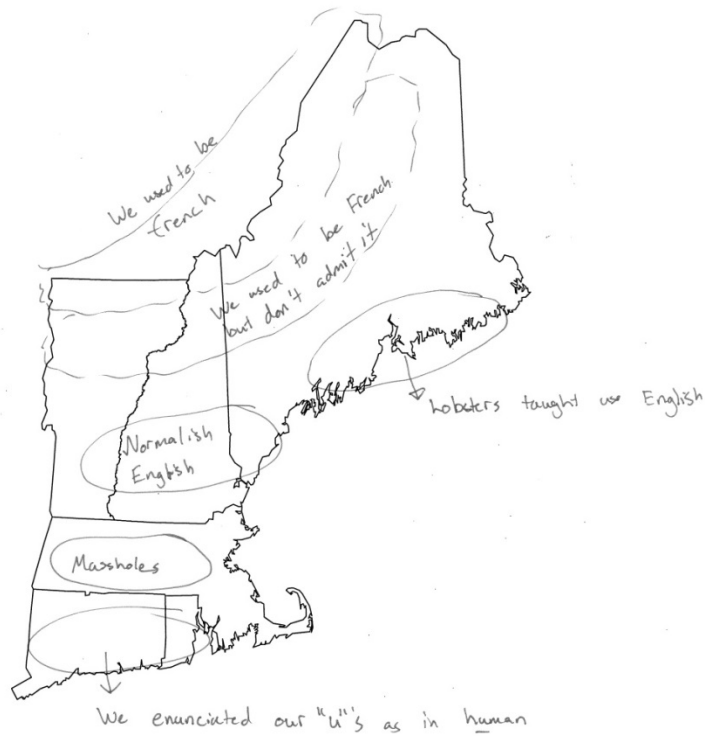 We used to be
french
We used to be French
but don't admit it
Lobsters taught use English
Normalish
English
Massholes
We enunciated our "u"'s as in human